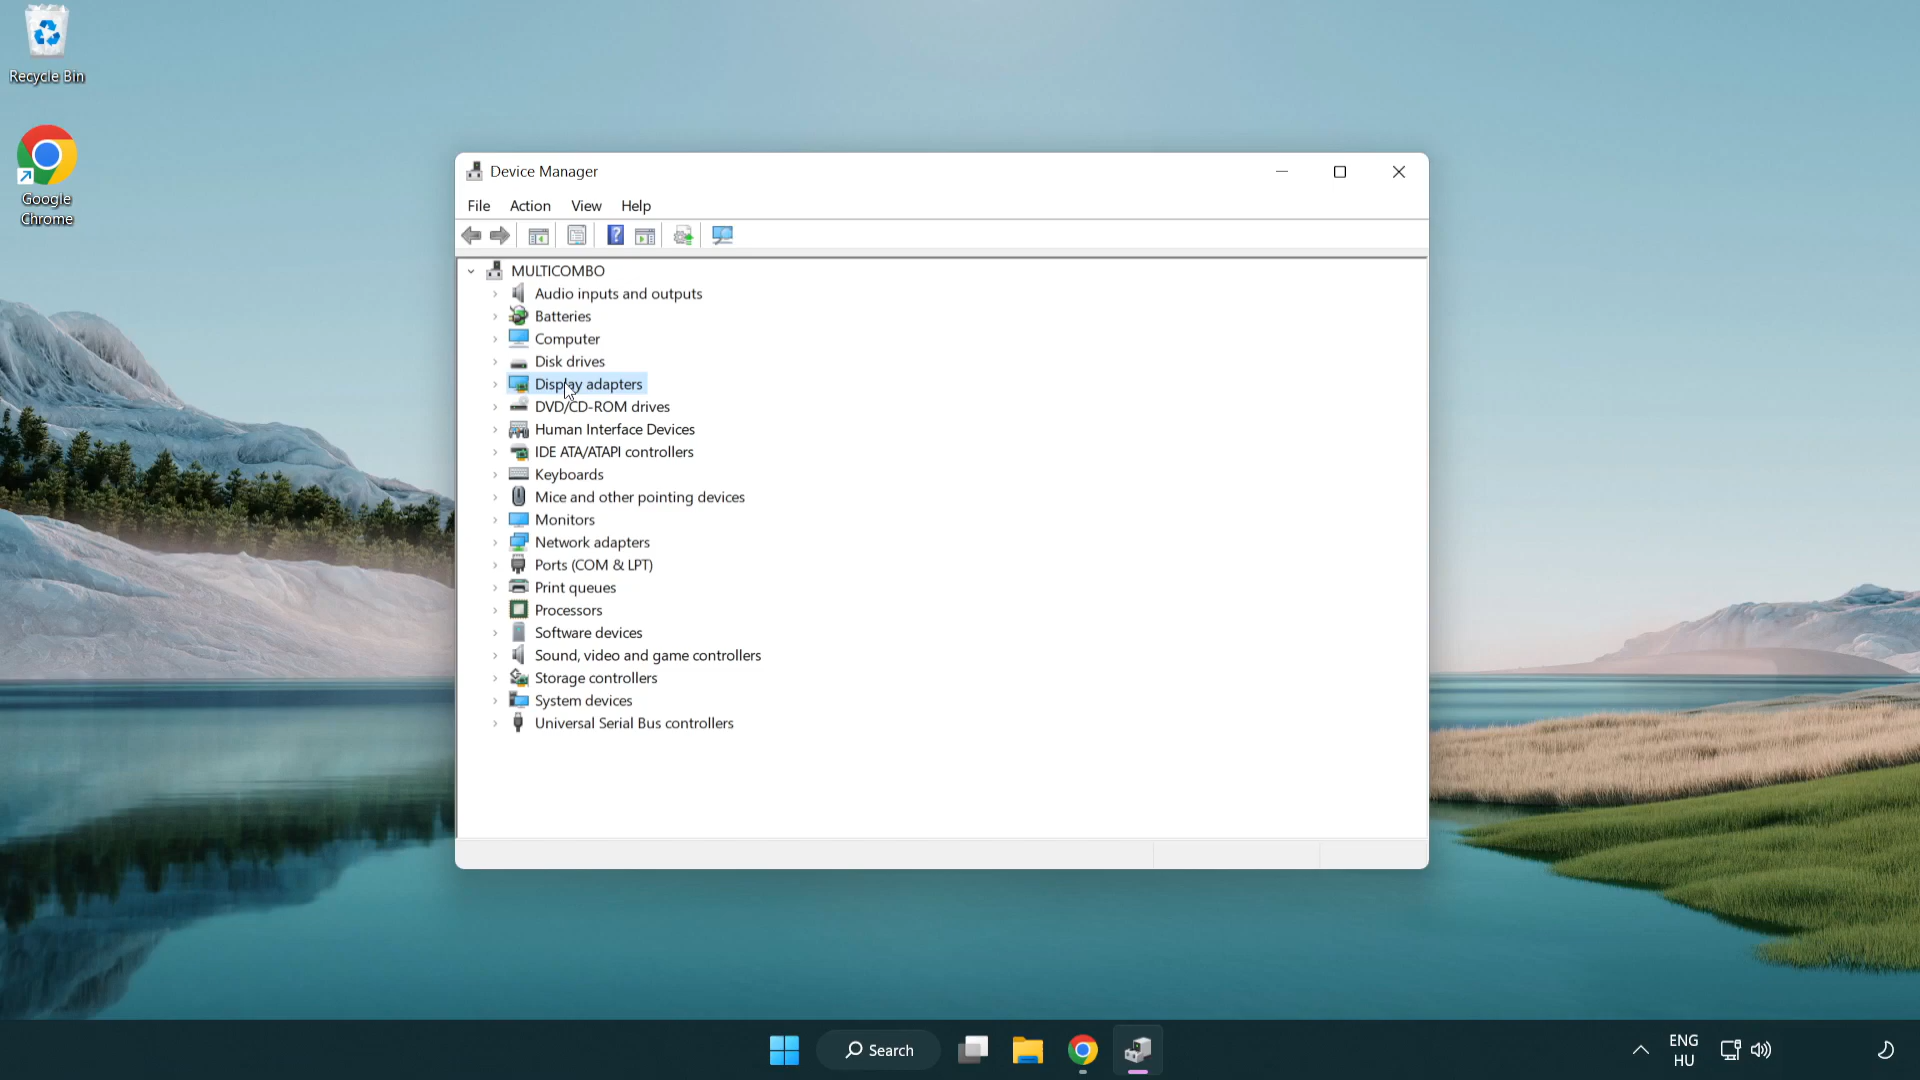 Recycle Bin
Google
Chrome
Device Manager
File Action View Help
MULTICOMBO
Audio inputs and outputs
Batteries
Computer
Disk drives
Display adapters
DVD/CD-ROM drives
Human Interface Devices
IDE ATA/ATAPI controllers
Keyboards
Mice and other pointing devices
Monitors
Network adapters
Ports (COM & LPT)
Print queues
Processors
Software devices
Sound, video and game controllers
Storage controllers
System devices
Universal Serial Bus controllers
Search
ENG
HU